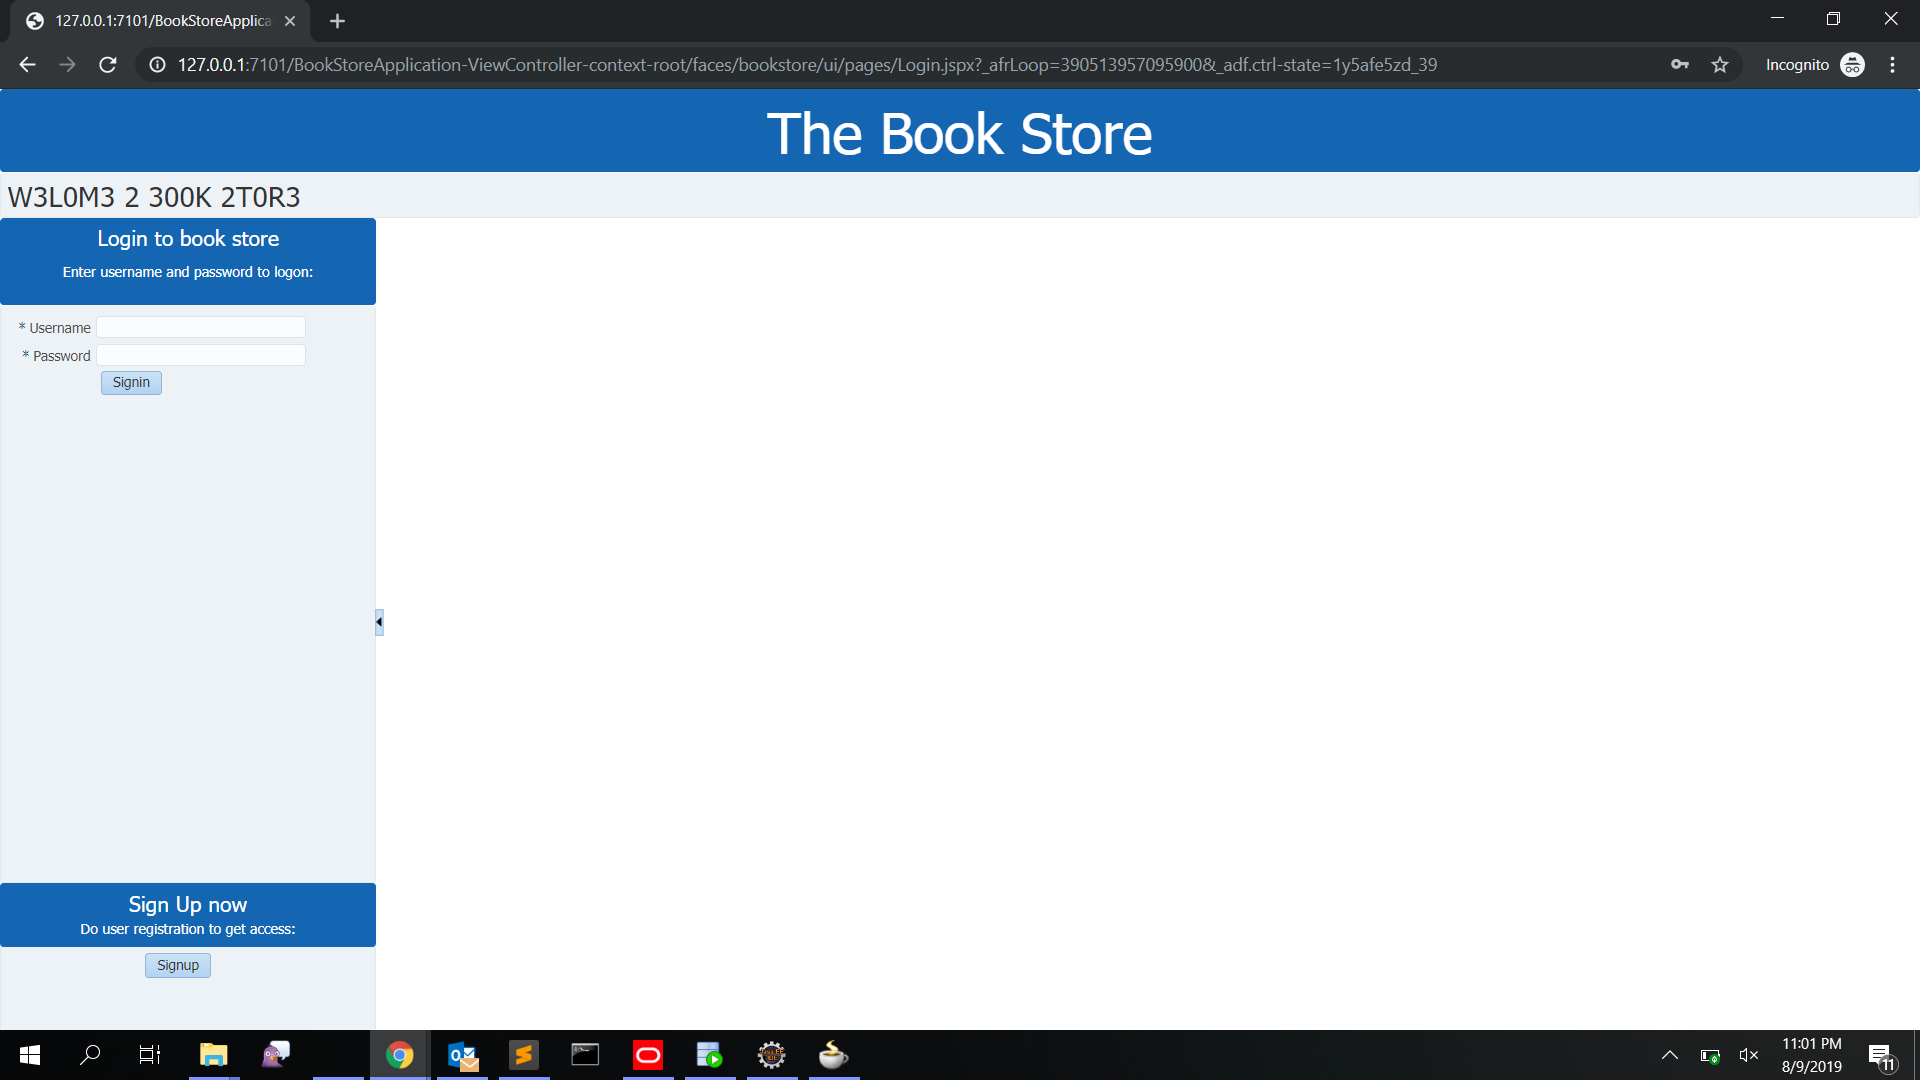 127.0.0.1:7101/BookStoreApplica
127.0.0.1:7101/BookStoreApplication-ViewController-context-root/faces/bookstore/ui/pages/Login.jspx?_afrLoop=390513957095900&_adf.ctrl-state=1y5afe5zd_39
Incognito
The Book Store
W3L0M3 2 300K 2T0R3
Login to book store
Enter username and password to logon:
* Username
* Password
Signin
Sign Up now
Do user registration to get access:
Signup
11:01 PM
8/9/2019
11